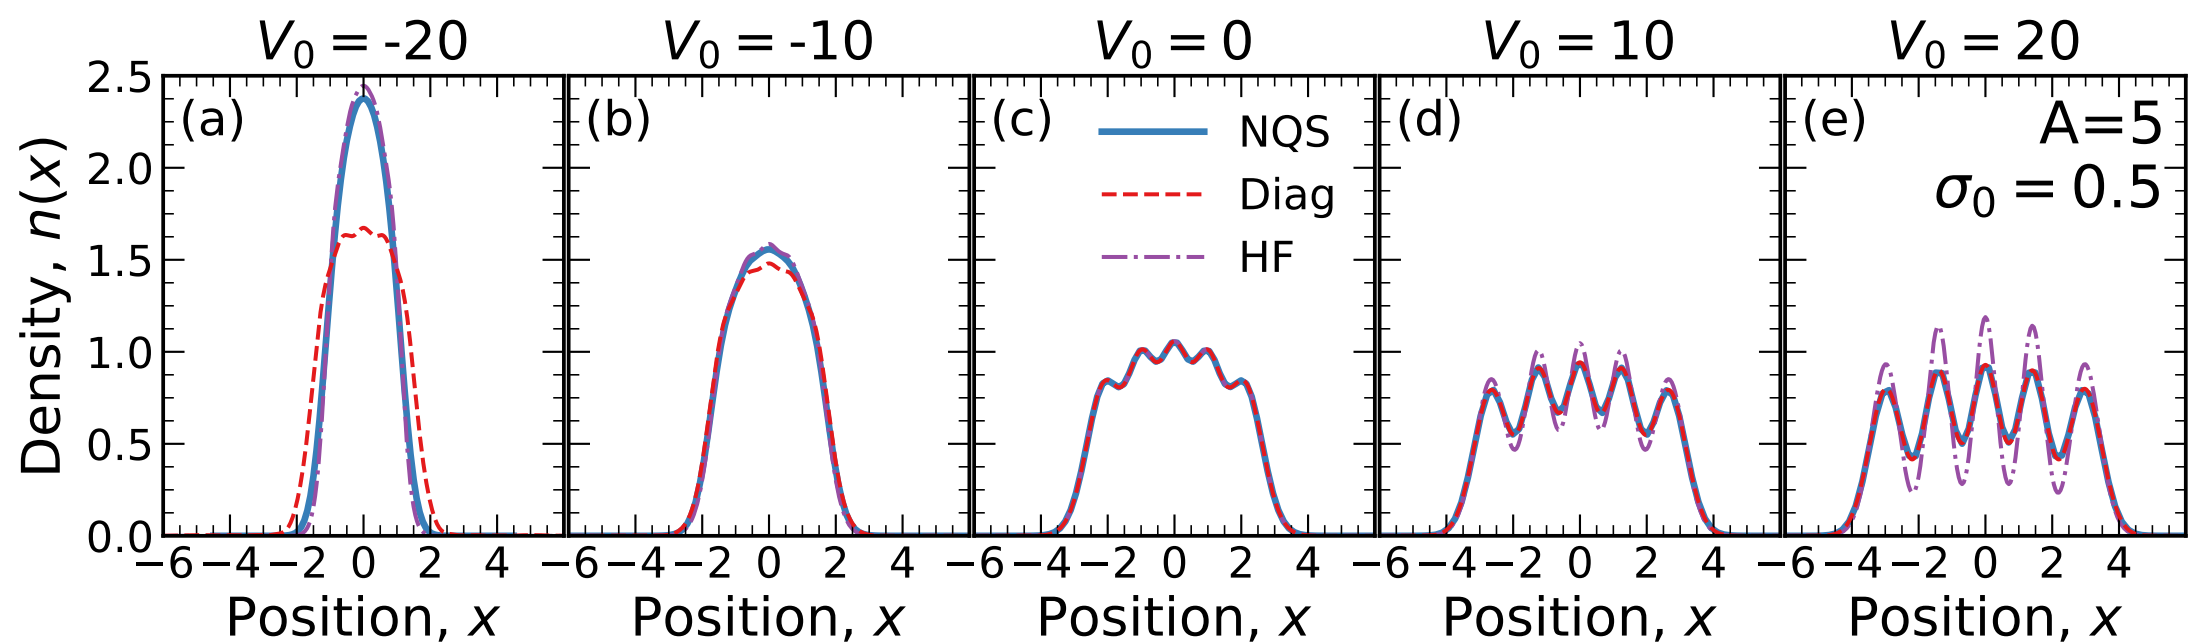 V₀ = -20 V₀ = -10 V₀ = 0 V₀ = 10 V₀ = 20
Density, n(x)
2.5
2.0
1.5
1.0
0.5
0.0
(a) (b) (c) (d) (e)
NQS
Diag
HF
A=5
σ₀ = 0.5
−6 −4 −2 0 2 4 −6 −4 −2 0 2 4 −6 −4 −2 0 2 4 −6 −4 −2 0 2 4 −6 −4 −2 0 2 4
Position, x Position, x Position, x Position, x Position, x